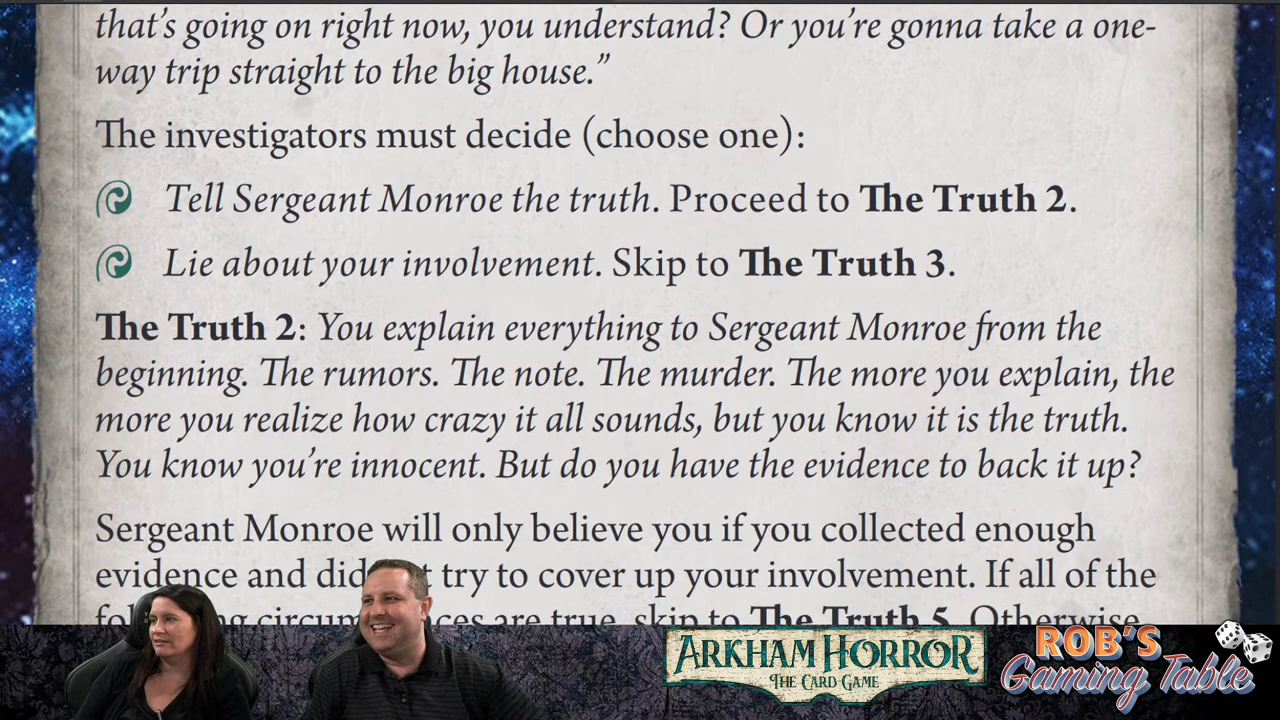 that's going on right now, you understand? Or you're gonna take a one-
way trip straight to the big house."
The investigators must decide (choose one):
Tell Sergeant Monroe the truth. Proceed to The Truth 2.
Lie about your involvement. Skip to The Truth 3.
The Truth 2: You explain everything to Sergeant Monroe from the
beginning. The rumors. The note. The murder. The more you explain, the
more you realize how crazy it all sounds, but you know it is the truth.
You know you're innocent. But do you have the evidence to back it up?
Sergeant Monroe will only believe you if you collected enough
evidence and did try to cover up your involvement. If all of the
are true, skip to The Truth 5. Otherwise,
ARKHAM HORROR
THE CARD GAME
ROB'S
Gaming Table